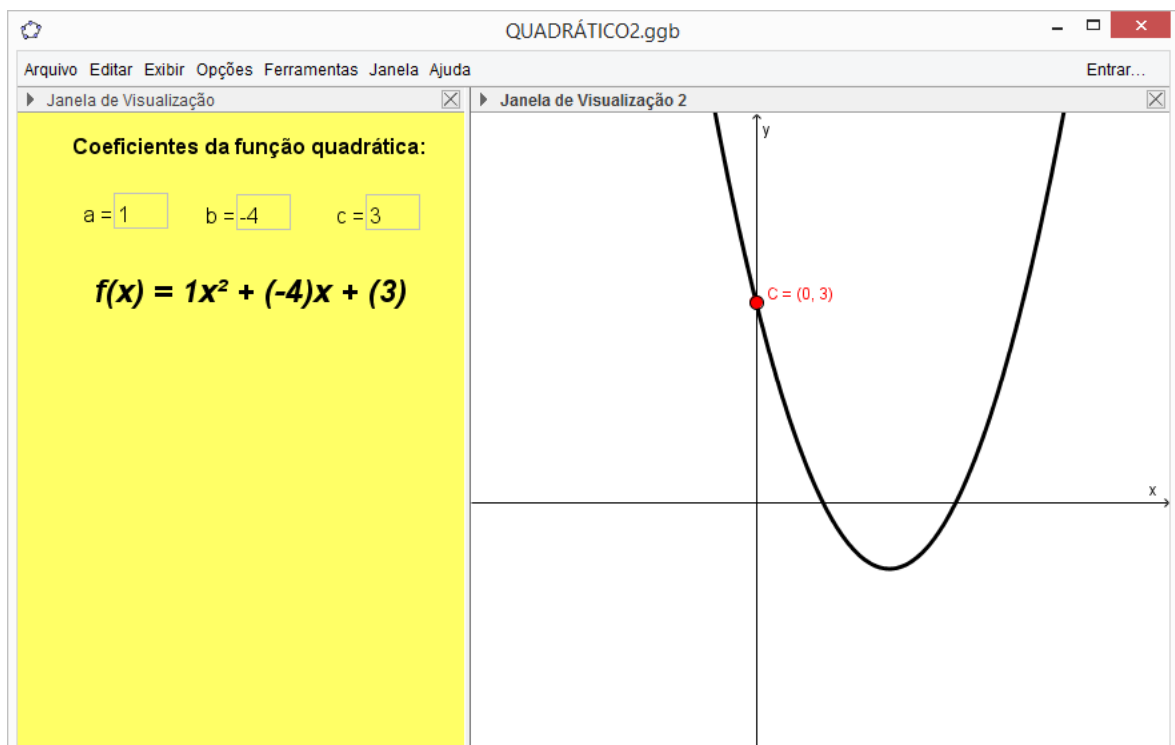 QUADRÁTICO2.ggb
Arquivo Editar Exibir Opções Ferramentas Janela Ajuda
Entrar...
Janela de Visualização
Janela de Visualização 2
Coeficientes da função quadrática:
a = 1 b = -4 c = 3
f(x) = 1x² + (-4)x + (3)
y
C = (0, 3)
x